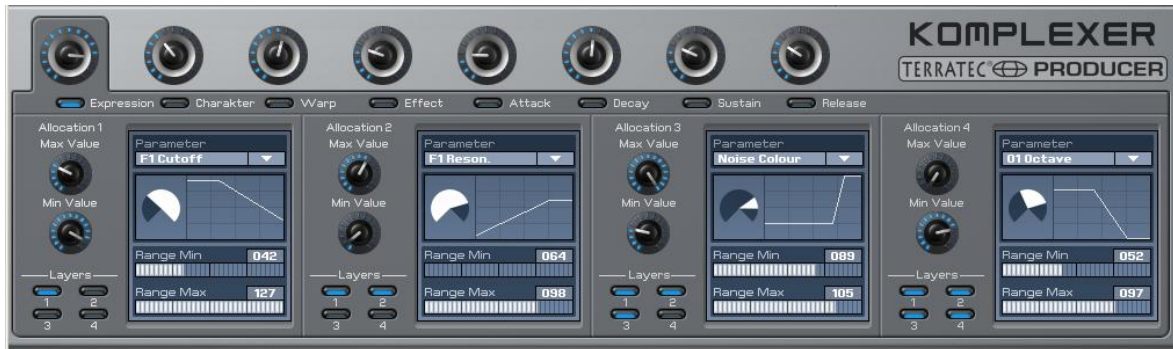 KOMPLEXER
TERRATEC PRODUCER
Expression Charakter Warp Effect Attack Decay Sustain Release
Allocation 1
Max Value
Min Value
Layers
1 2
3 4
Parameter
F1 Cutoff
Range Min 042
Range Max 127
Allocation 2
Max Value
Min Value
Layers
1 2
3 4
Parameter
F1 Reson.
Range Min 064
Range Max 098
Allocation 3
Max Value
Min Value
Layers
1 2
3 4
Parameter
Noise Colour
Range Min 089
Range Max 105
Allocation 4
Max Value
Min Value
Layers
1 2
3 4
Parameter
O1 Octave
Range Min 052
Range Max 097